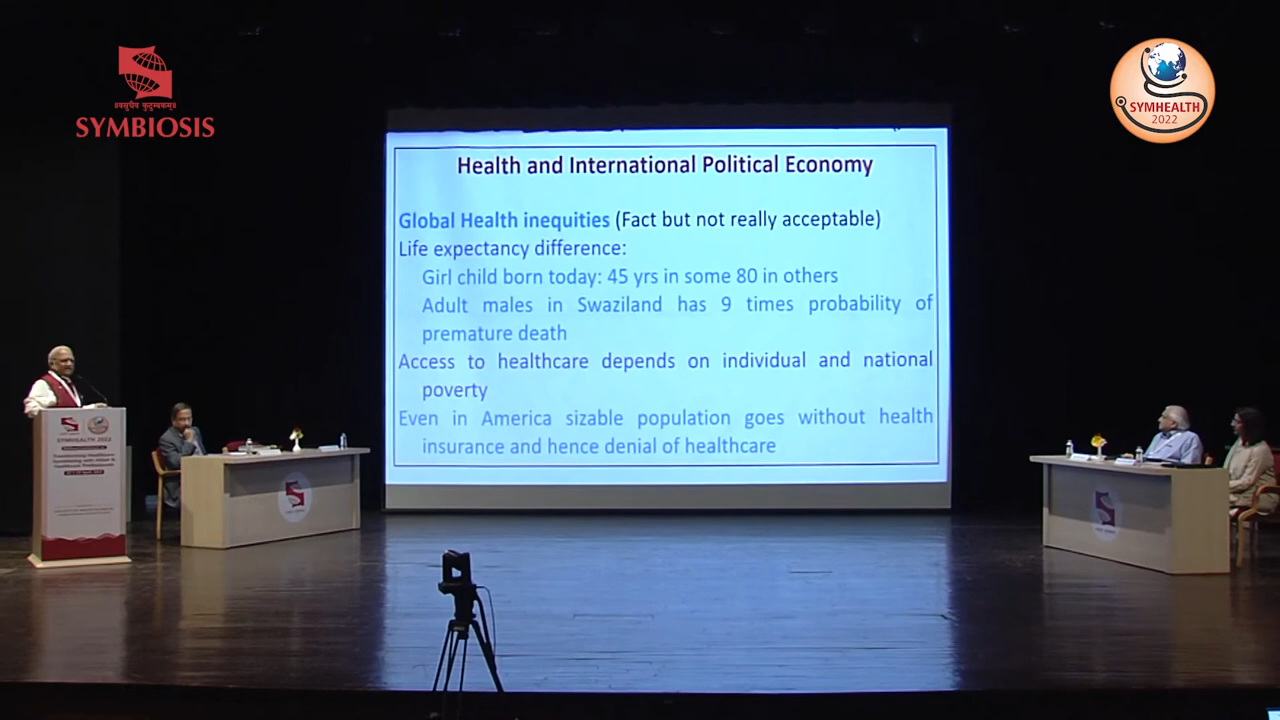 ॥वसुधैव कुटुम्बकम्॥
SYMBIOSIS
SYMHEALTH
2022
Health and International Political Economy
Global Health inequities (Fact but not really acceptable)
Life expectancy difference:
Girl child born today: 45 yrs in some 80 in others
Adult males in Swaziland has 9 times probability of
premature death
Access to healthcare depends on individual and national
poverty
Even in America sizable population goes without health
insurance and hence denial of healthcare
SYMHEALTH 2022